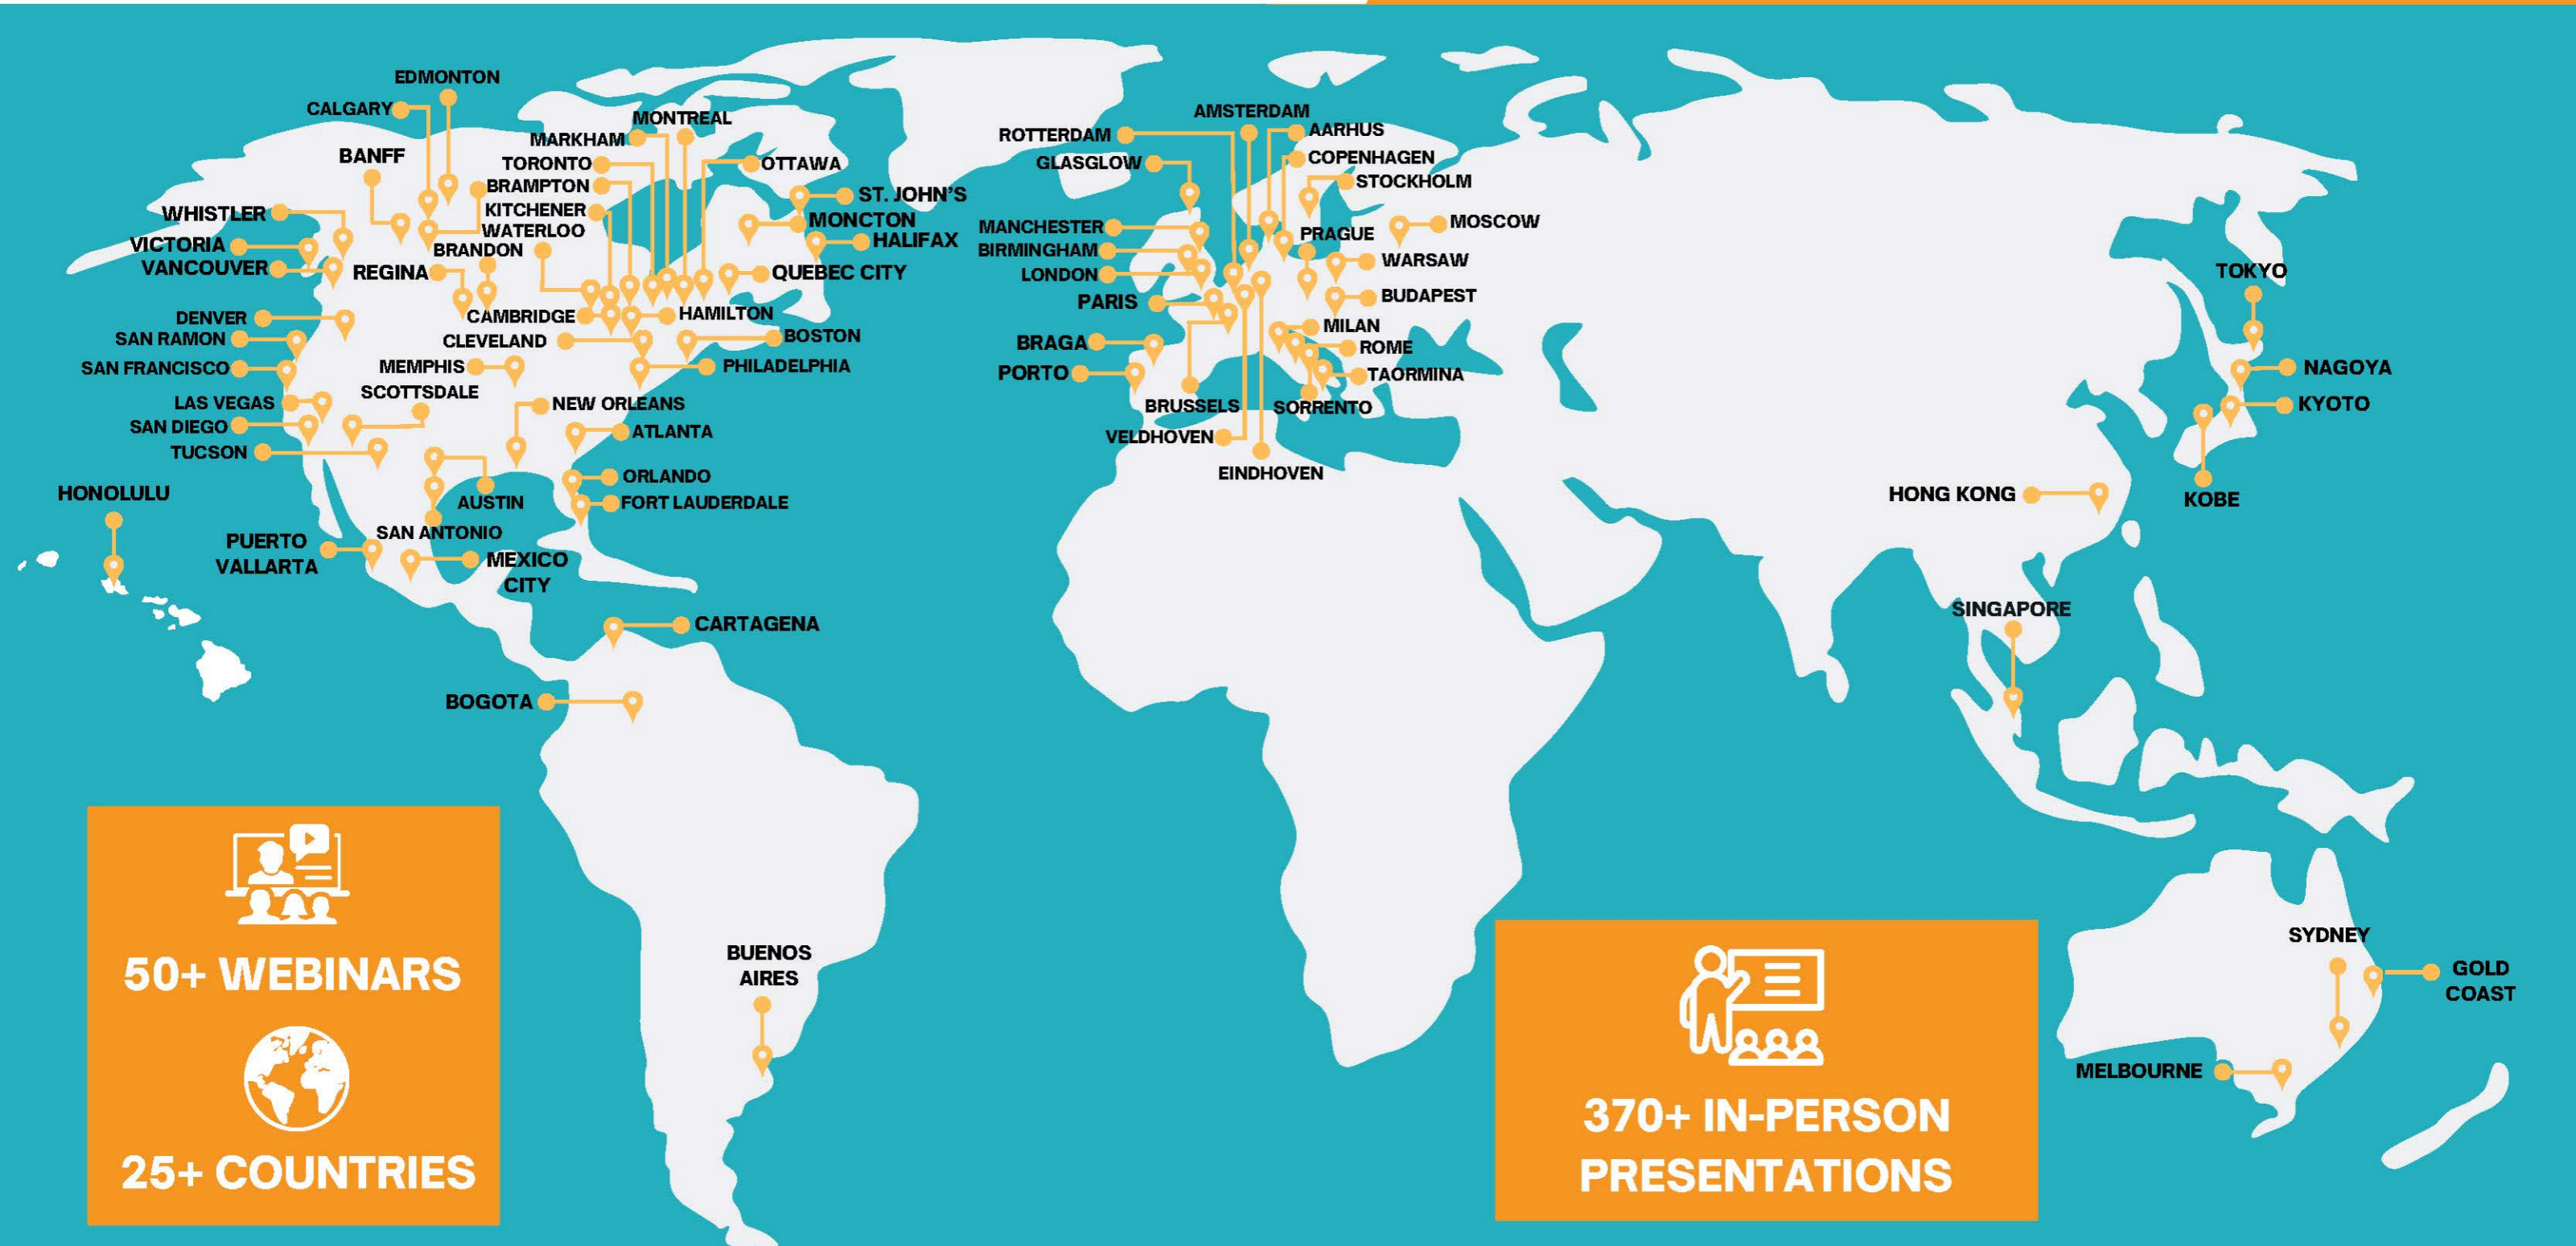 EDMONTON
CALGARY
MONTREAL
MARKHAM
BANFF
TORONTO
OTTAWA
BRAMPTON
ST. JOHN'S
WHISTLER
KITCHENER
MONCTON
WATERLOO
HALIFAX
VICTORIA
BRANDON
VANCOUVER
REGINA
QUEBEC CITY
DENVER
CAMBRIDGE
HAMILTON
SAN RAMON
CLEVELAND
BOSTON
SAN FRANCISCO
MEMPHIS
PHILADELPHIA
SCOTTSDALE
LAS VEGAS
NEW ORLEANS
SAN DIEGO
ATLANTA
TUCSON
ORLANDO
HONOLULU
AUSTIN
FORT LAUDERDALE
SAN ANTONIO
PUERTO
VALLARTA
MEXICO
CITY
CARTAGENA
BOGOTA
BUENOS
AIRES
AMSTERDAM
ROTTERDAM
AARHUS
GLASGLOW
COPENHAGEN
STOCKHOLM
MANCHESTER
MOSCOW
PRAGUE
BIRMINGHAM
WARSAW
LONDON
PARIS
BUDAPEST
MILAN
BRAGA
ROME
PORTO
TAORMINA
BRUSSELS
SORRENTO
VELDHOVEN
EINDHOVEN
TOKYO
NAGOYA
KYOTO
HONG KONG
KOBE
SINGAPORE
SYDNEY
GOLD
COAST
MELBOURNE
50+ WEBINARS
25+ COUNTRIES
370+ IN-PERSON
PRESENTATIONS